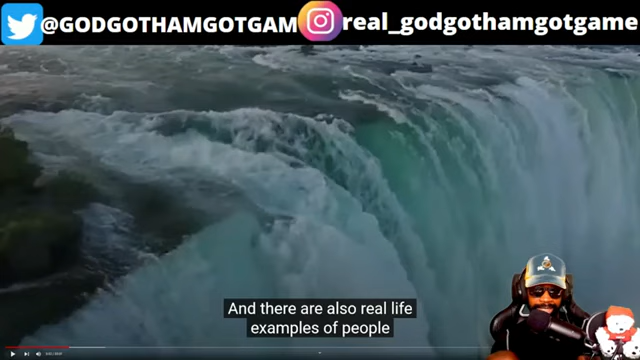 @GODGOTHAMGOTGAM
real_godgothamgotgame
And there are also real life
examples of people